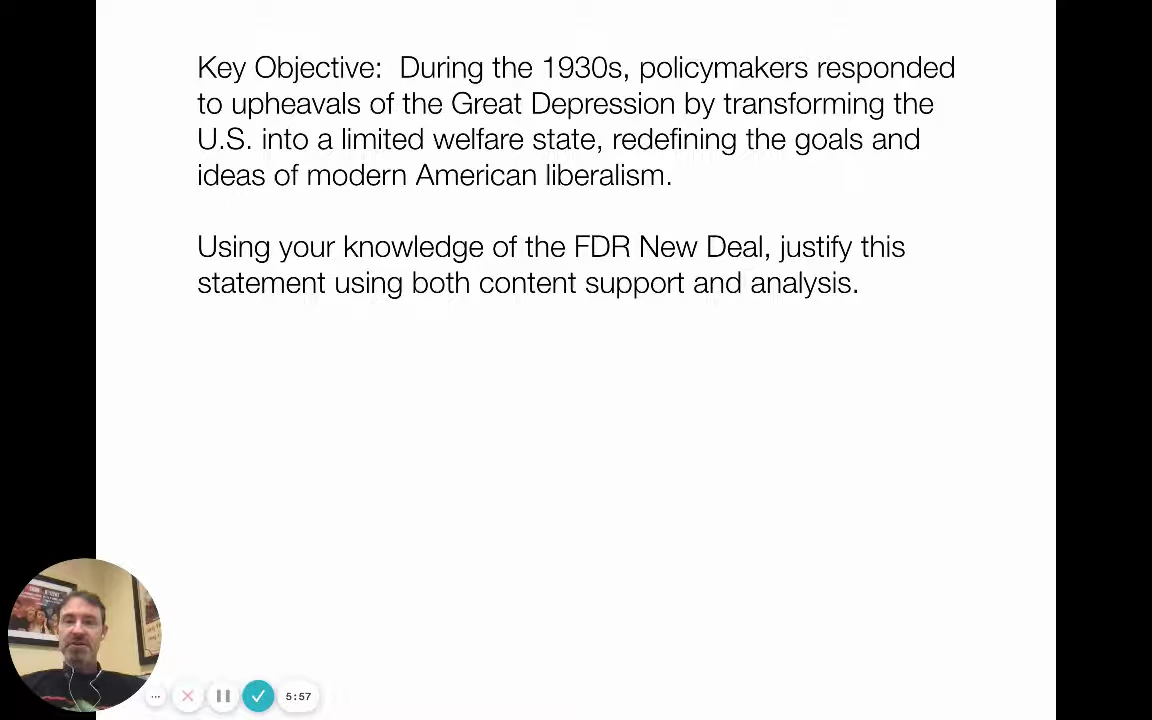 Key Objective:  During the 1930s, policymakers responded
to upheavals of the Great Depression by transforming the
U.S. into a limited welfare state, redefining the goals and
ideas of modern American liberalism.
Using your knowledge of the FDR New Deal, justify this
statement using both content support and analysis.
5:57